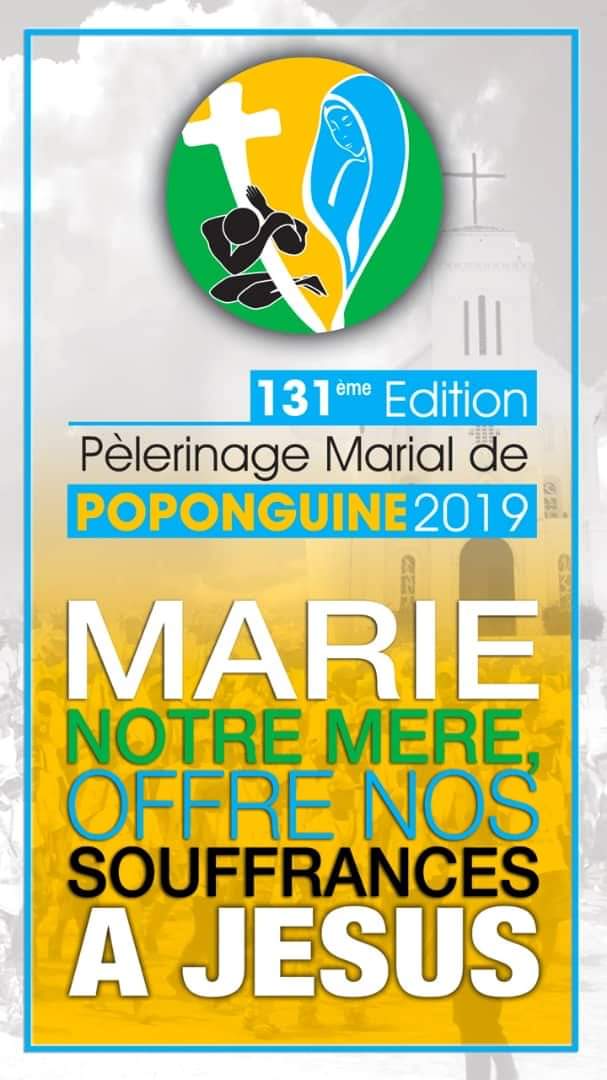 131ème Edition
Pèlerinage Marial de
POPONGUINE 2019
MARIE
NOTRE MERE,
OFFRE NOS
SOUFFRANCES
A JESUS